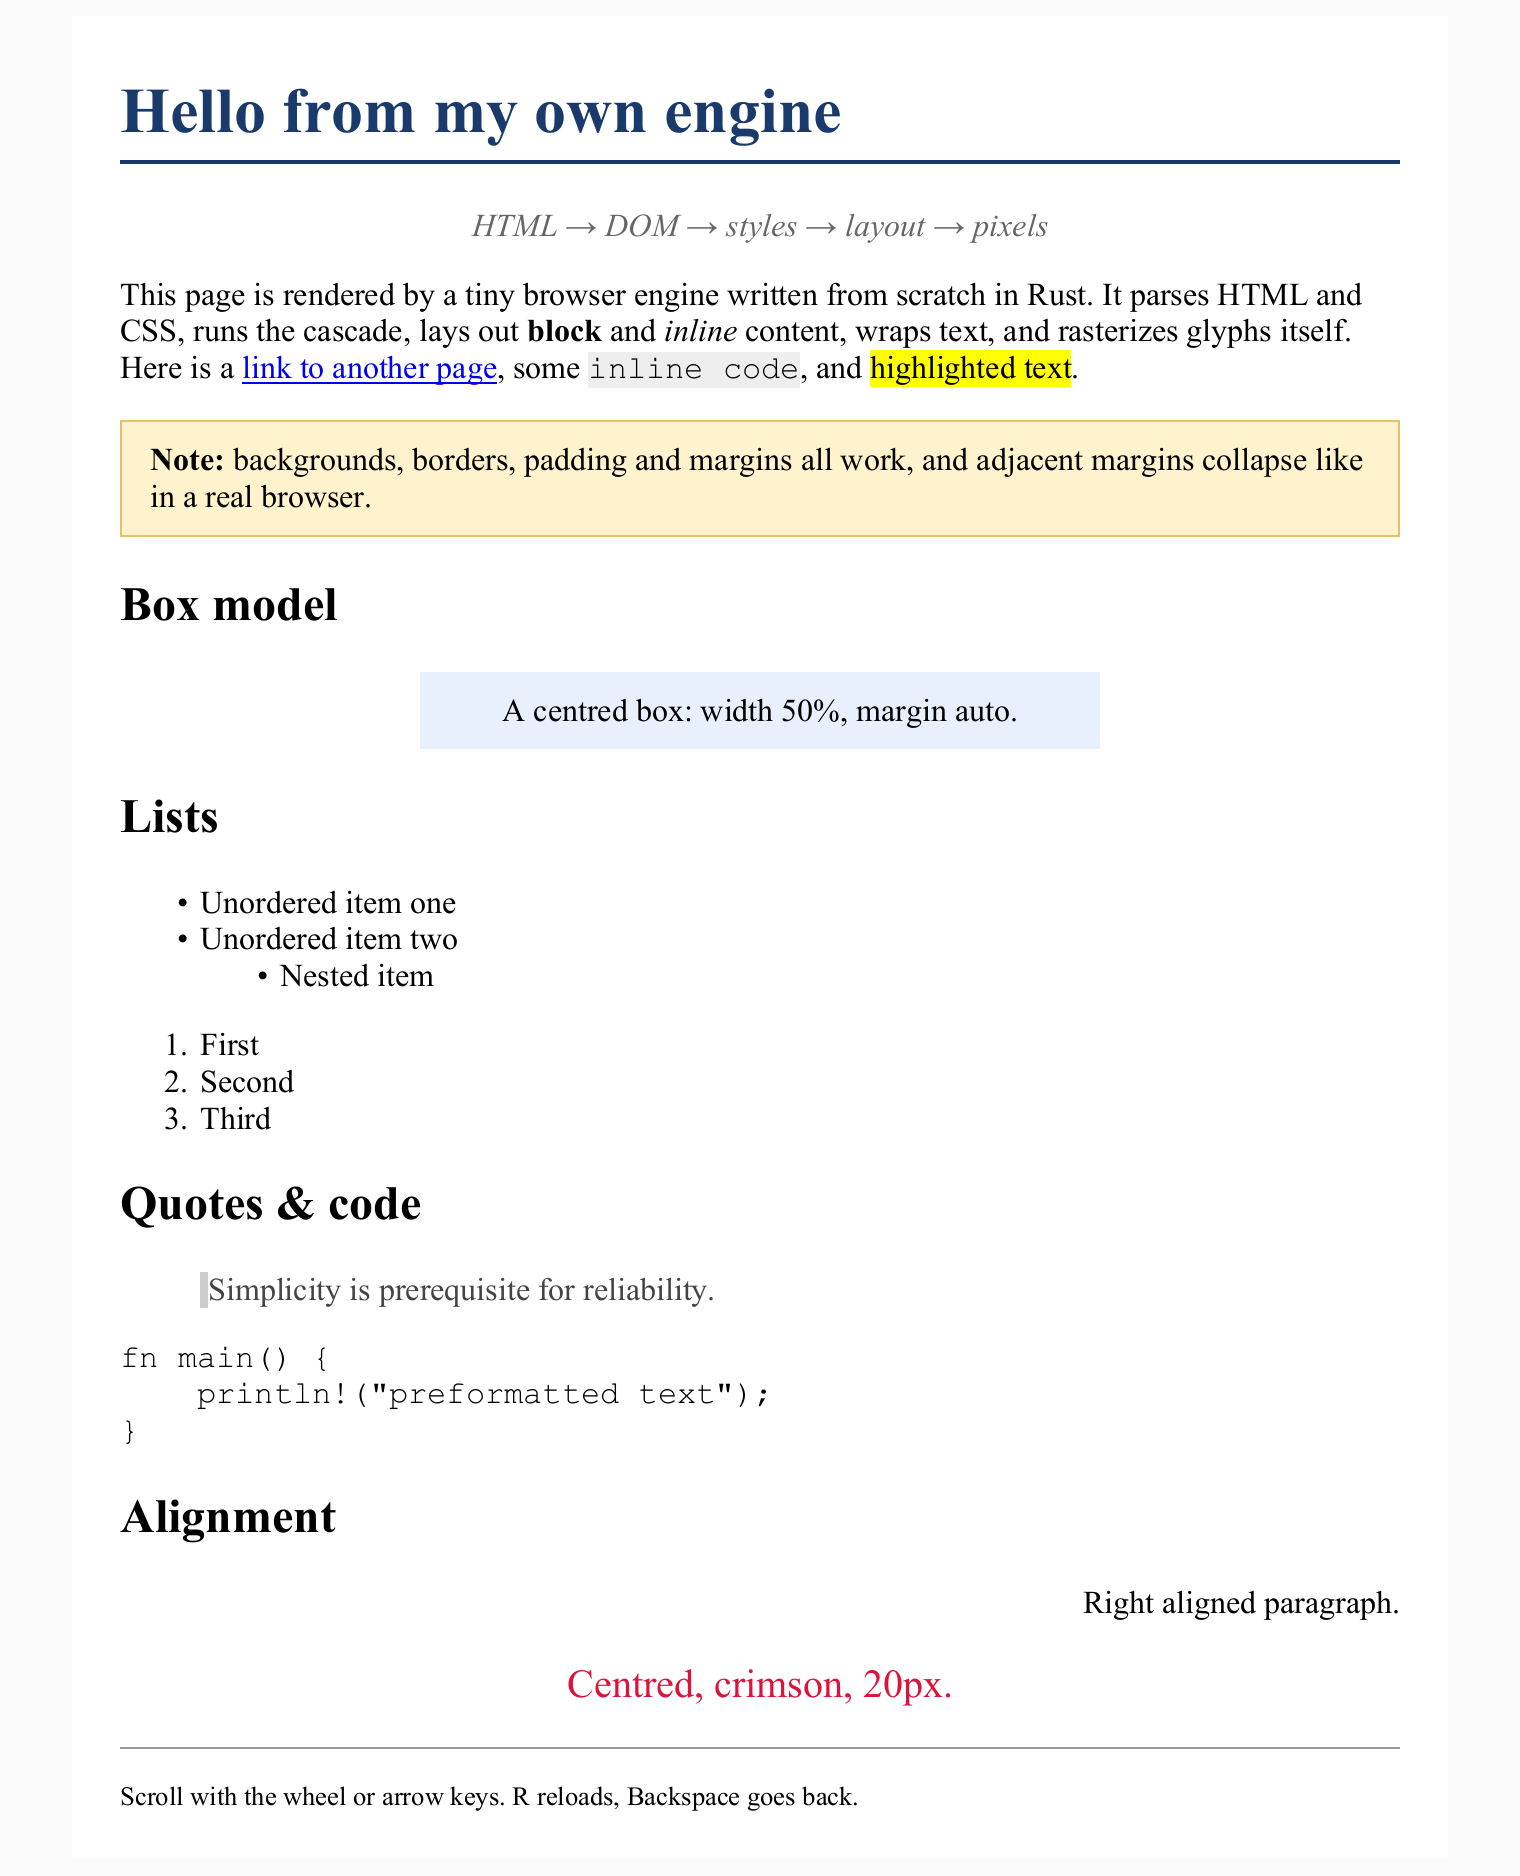 Hello from my own engine
HTML → DOM → styles → layout → pixels
This page is rendered by a tiny browser engine written from scratch in Rust. It parses HTML and
CSS, runs the cascade, lays out block and inline content, wraps text, and rasterizes glyphs itself.
Here is a link to another page, some inline code, and highlighted text.
Note: backgrounds, borders, padding and margins all work, and adjacent margins collapse like
in a real browser.
Box model
A centred box: width 50%, margin auto.
Lists
• Unordered item one
• Unordered item two
• Nested item
1. First
2. Second
3. Third
Quotes & code
Simplicity is prerequisite for reliability.
fn main() {
    println!("preformatted text");
}
Alignment
Right aligned paragraph.
Centred, crimson, 20px.
Scroll with the wheel or arrow keys. R reloads, Backspace goes back.